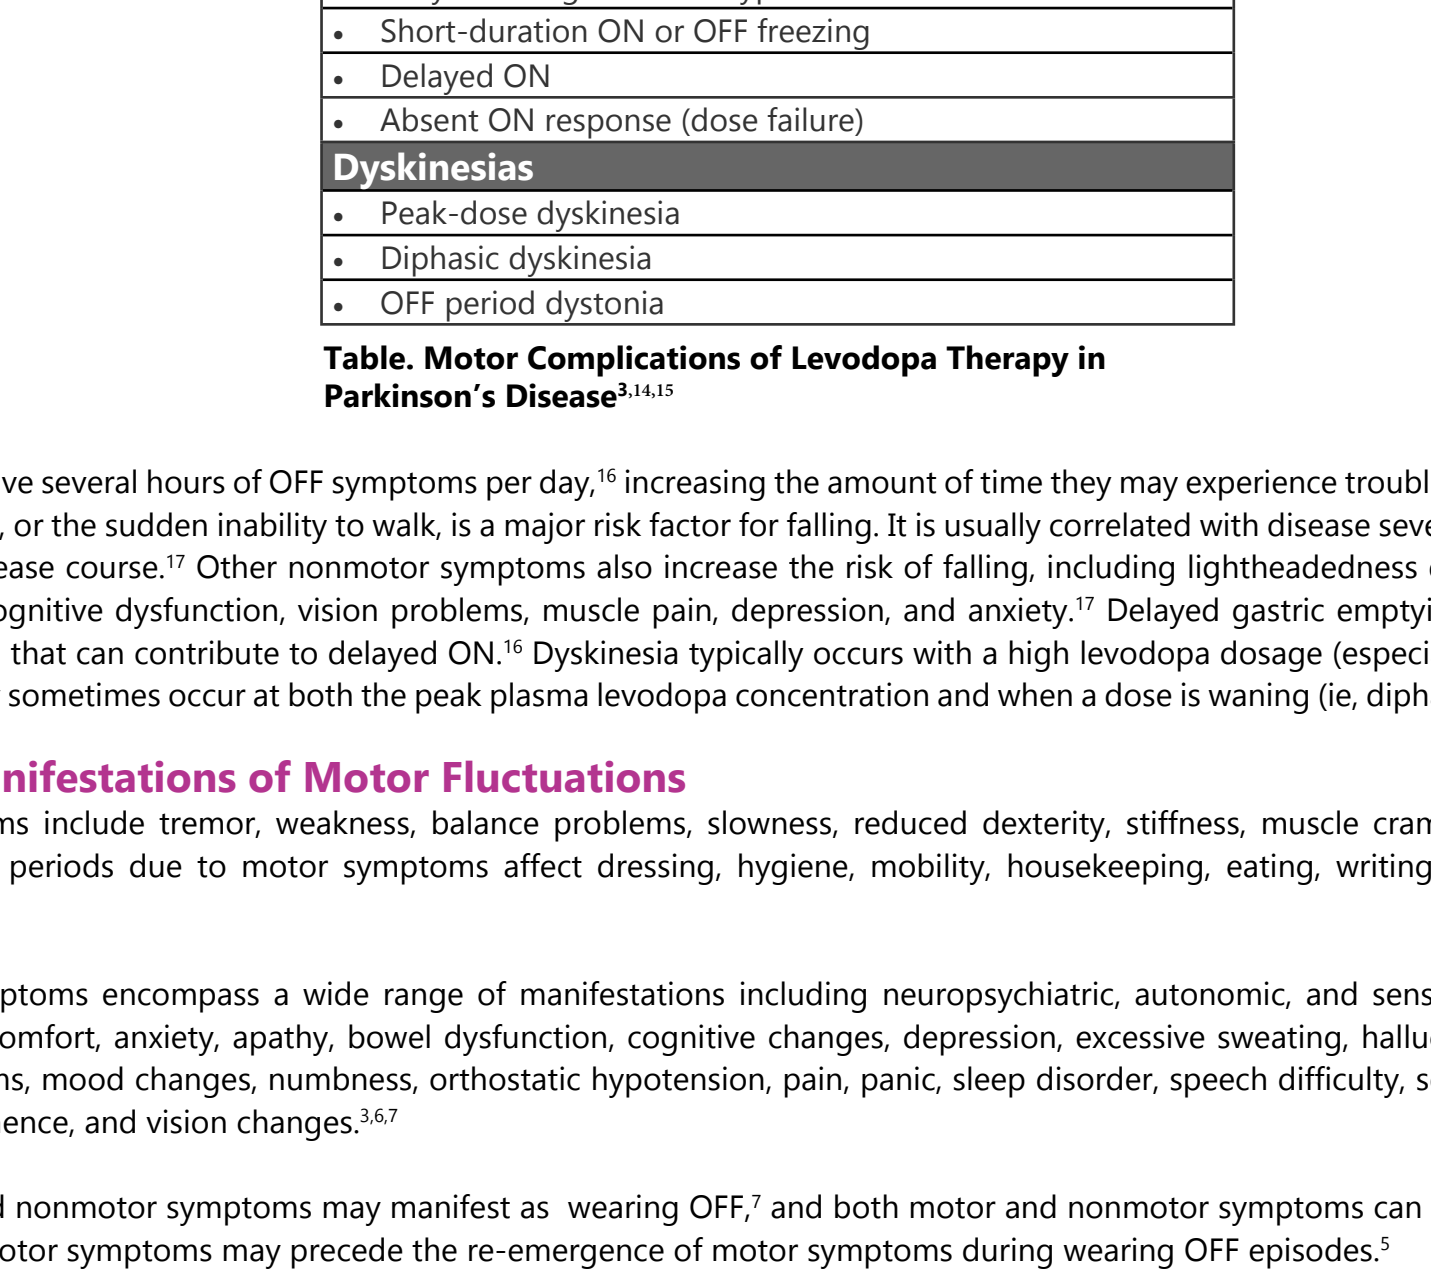 • Short-duration ON or OFF freezing
• Delayed ON
• Absent ON response (dose failure)
Dyskinesias
• Peak-dose dyskinesia
• Diphasic dyskinesia
• OFF period dystonia
Table. Motor Complications of Levodopa Therapy in
Parkinson’s Disease3,14,15
ve several hours of OFF symptoms per day,16 increasing the amount of time they may experience troubl
, or the sudden inability to walk, is a major risk factor for falling. It is usually correlated with disease seve
ease course.17 Other nonmotor symptoms also increase the risk of falling, including lightheadedness
ognitive dysfunction, vision problems, muscle pain, depression, and anxiety.17 Delayed gastric emptyi
that can contribute to delayed ON.16 Dyskinesia typically occurs with a high levodopa dosage (especi
sometimes occur at both the peak plasma levodopa concentration and when a dose is waning (ie, diph
nifestations of Motor Fluctuations
ms include tremor, weakness, balance problems, slowness, reduced dexterity, stiffness, muscle cram
periods due to motor symptoms affect dressing, hygiene, mobility, housekeeping, eating, writing
ptoms encompass a wide range of manifestations including neuropsychiatric, autonomic, and sens
omfort, anxiety, apathy, bowel dysfunction, cognitive changes, depression, excessive sweating, hallu
ns, mood changes, numbness, orthostatic hypotension, pain, panic, sleep disorder, speech difficulty, s
ence, and vision changes.3,6,7
d nonmotor symptoms may manifest as  wearing OFF,7 and both motor and nonmotor symptoms can
otor symptoms may precede the re-emergence of motor symptoms during wearing OFF episodes.5